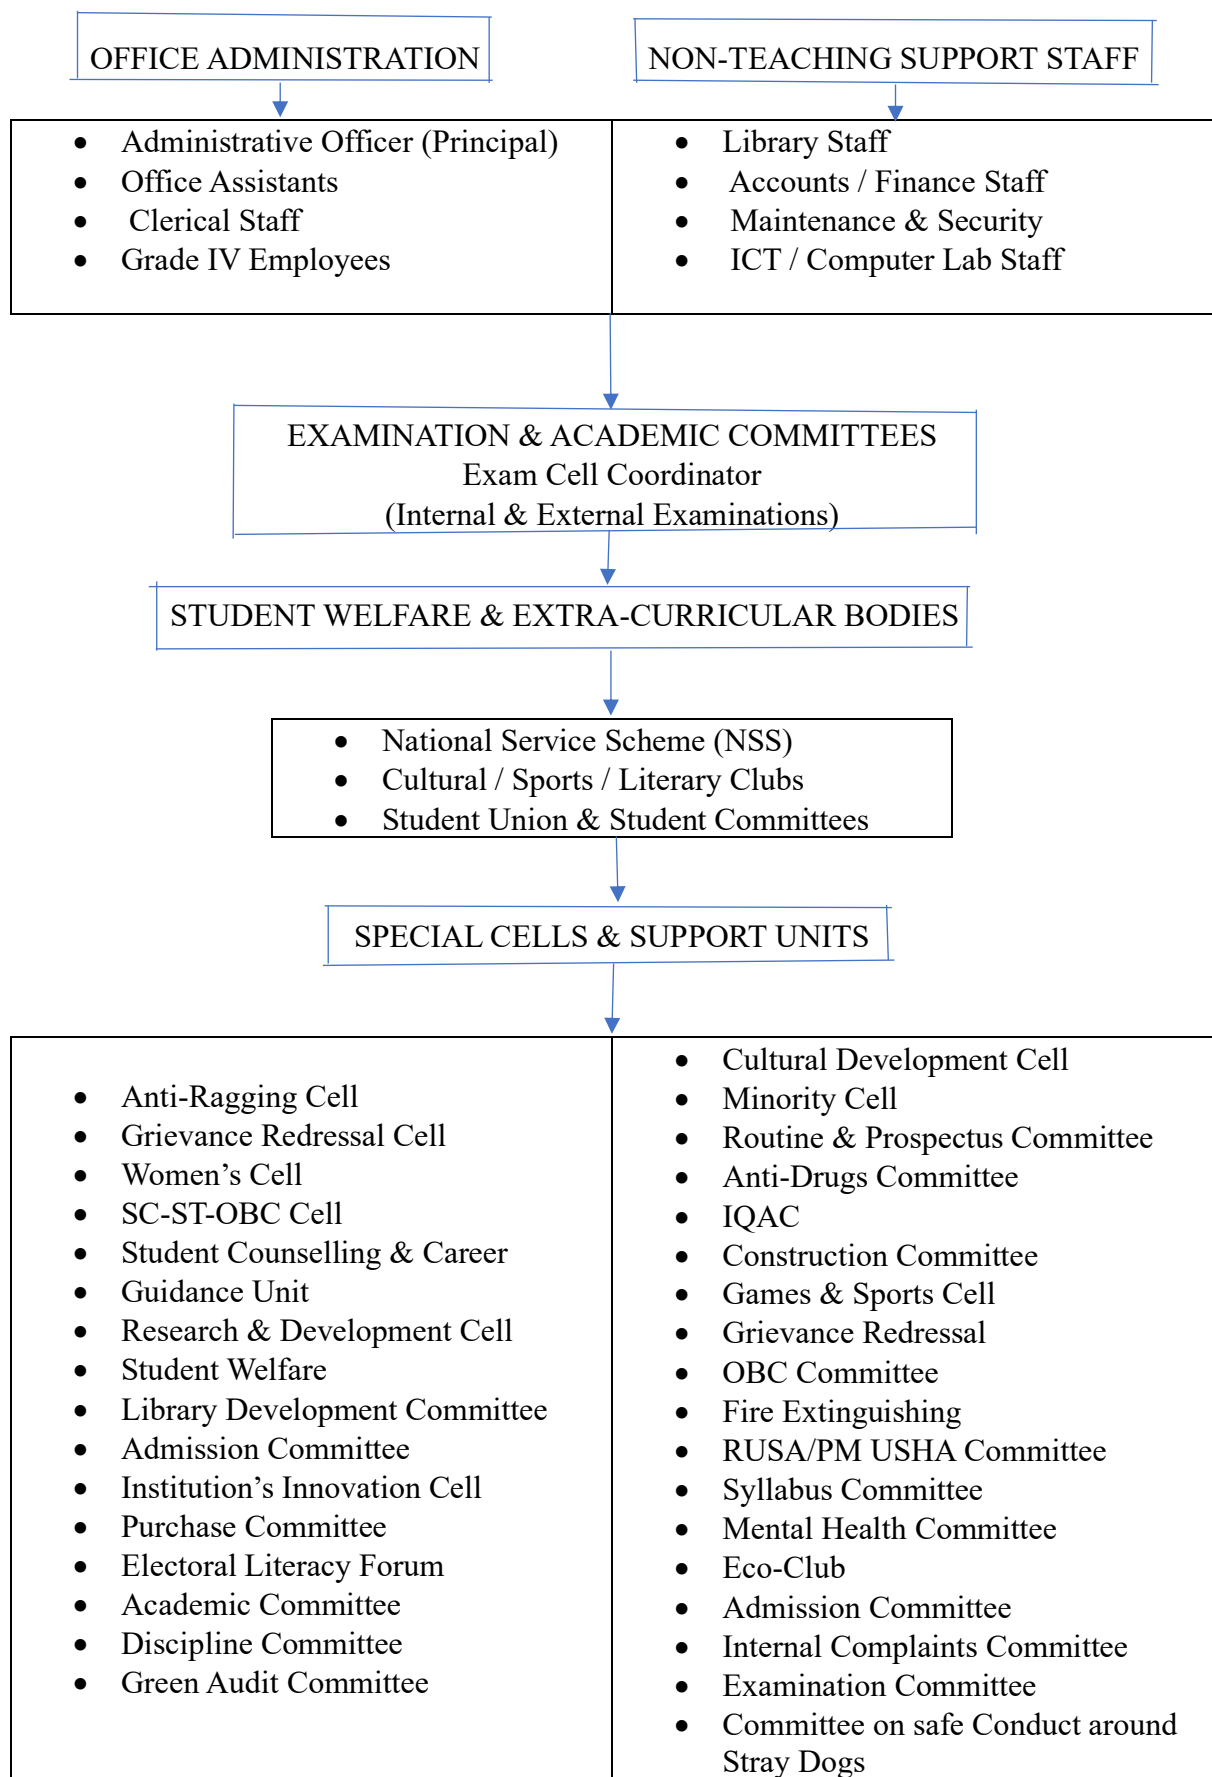 OFFICE ADMINISTRATION
NON-TEACHING SUPPORT STAFF
• Administrative Officer (Principal)
• Office Assistants
• Clerical Staff
• Grade IV Employees
• Library Staff
• Accounts / Finance Staff
• Maintenance & Security
• ICT / Computer Lab Staff
EXAMINATION & ACADEMIC COMMITTEES
Exam Cell Coordinator
(Internal & External Examinations)
STUDENT WELFARE & EXTRA-CURRICULAR BODIES
• National Service Scheme (NSS)
• Cultural / Sports / Literary Clubs
• Student Union & Student Committees
SPECIAL CELLS & SUPPORT UNITS
• Anti-Ragging Cell
• Grievance Redressal Cell
• Women’s Cell
• SC-ST-OBC Cell
• Student Counselling & Career
• Guidance Unit
• Research & Development Cell
• Student Welfare
• Library Development Committee
• Admission Committee
• Institution’s Innovation Cell
• Purchase Committee
• Electoral Literacy Forum
• Academic Committee
• Discipline Committee
• Green Audit Committee
• Cultural Development Cell
• Minority Cell
• Routine & Prospectus Committee
• Anti-Drugs Committee
• IQAC
• Construction Committee
• Games & Sports Cell
• Grievance Redressal
• OBC Committee
• Fire Extinguishing
• RUSA/PM USHA Committee
• Syllabus Committee
• Mental Health Committee
• Eco-Club
• Admission Committee
• Internal Complaints Committee
• Examination Committee
• Committee on safe Conduct around
Stray Dogs